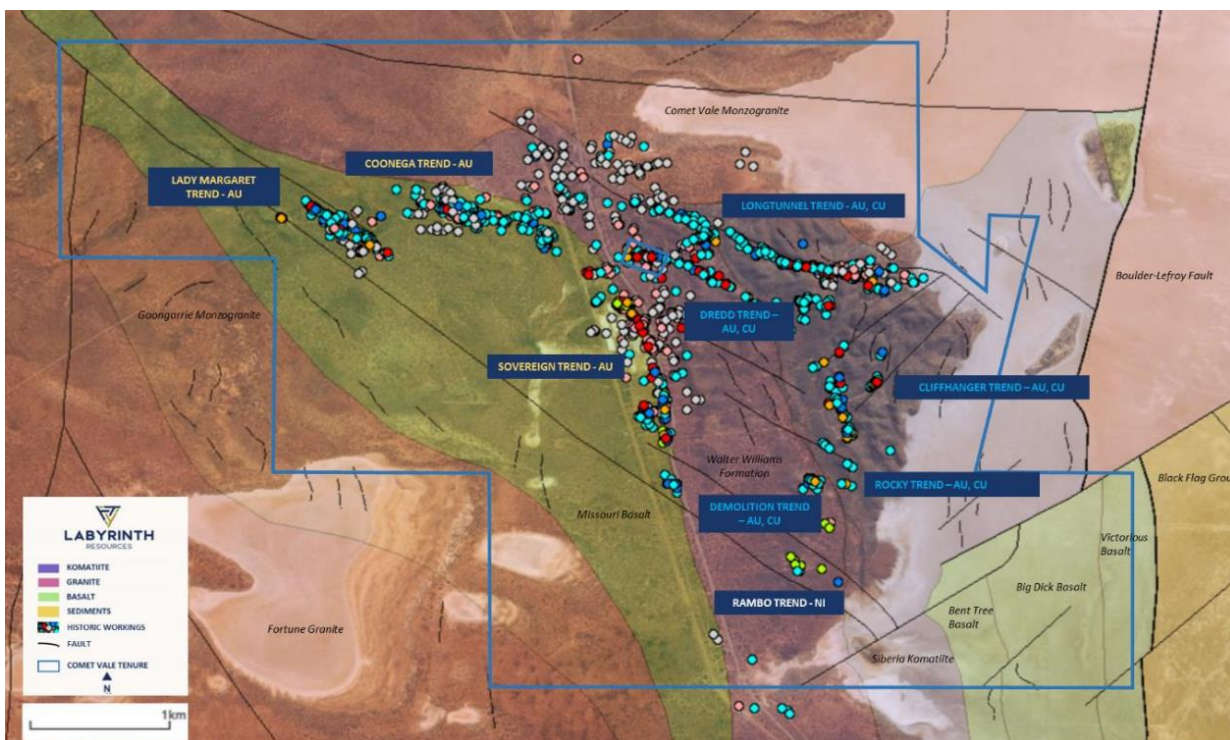 Comet Vale Monzogranite
COONEGA TREND - AU
LADY MARGARET
TREND - AU
LONGTUNNEL TREND - AU, CU
Boulder-Lefroy Fault
Goongarrie Monzogranite
DREDD TREND –
AU, CU
SOVEREIGN TREND - AU
CLIFFHANGER TREND – AU, CU
Walter Williams
Formation
Black Flag Grou
ROCKY TREND – AU, CU
DEMOLITION TREND
– AU, CU
Missouri Basalt
Victorious
Basalt
Big Dick Basalt
RAMBO TREND - NI
Bent Tree
Basalt
Fortune Granite
Siberia Komatiite
LABYRINTH
RESOURCES
KOMATIITE
GRANITE
BASALT
SEDIMENTS
HISTORIC WORKINGS
FAULT
COMET VALE TENURE
N
1km